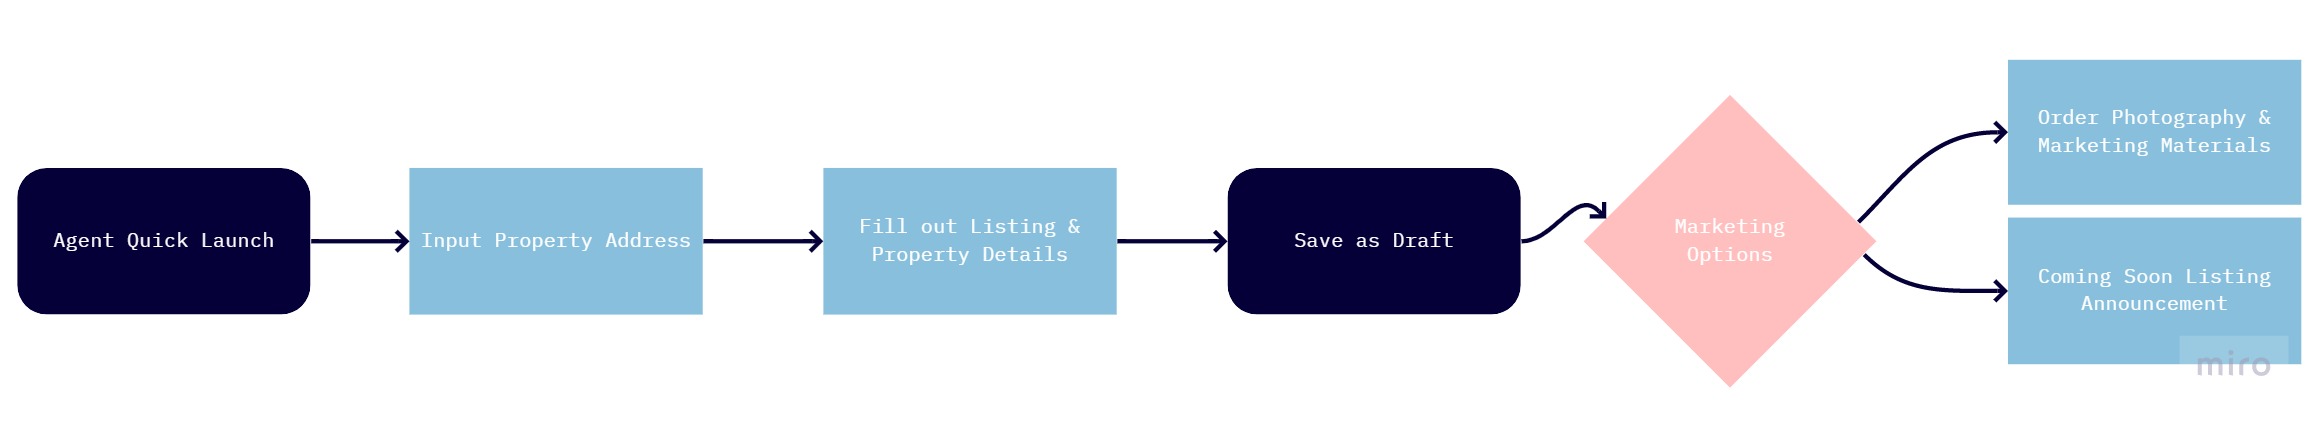 Agent Quick Launch
Input Property Address
Fill out Listing &
Property Details
Save as Draft
Marketing
Options
Order Photography &
Marketing Materials
Coming Soon Listing
Announcement
miro